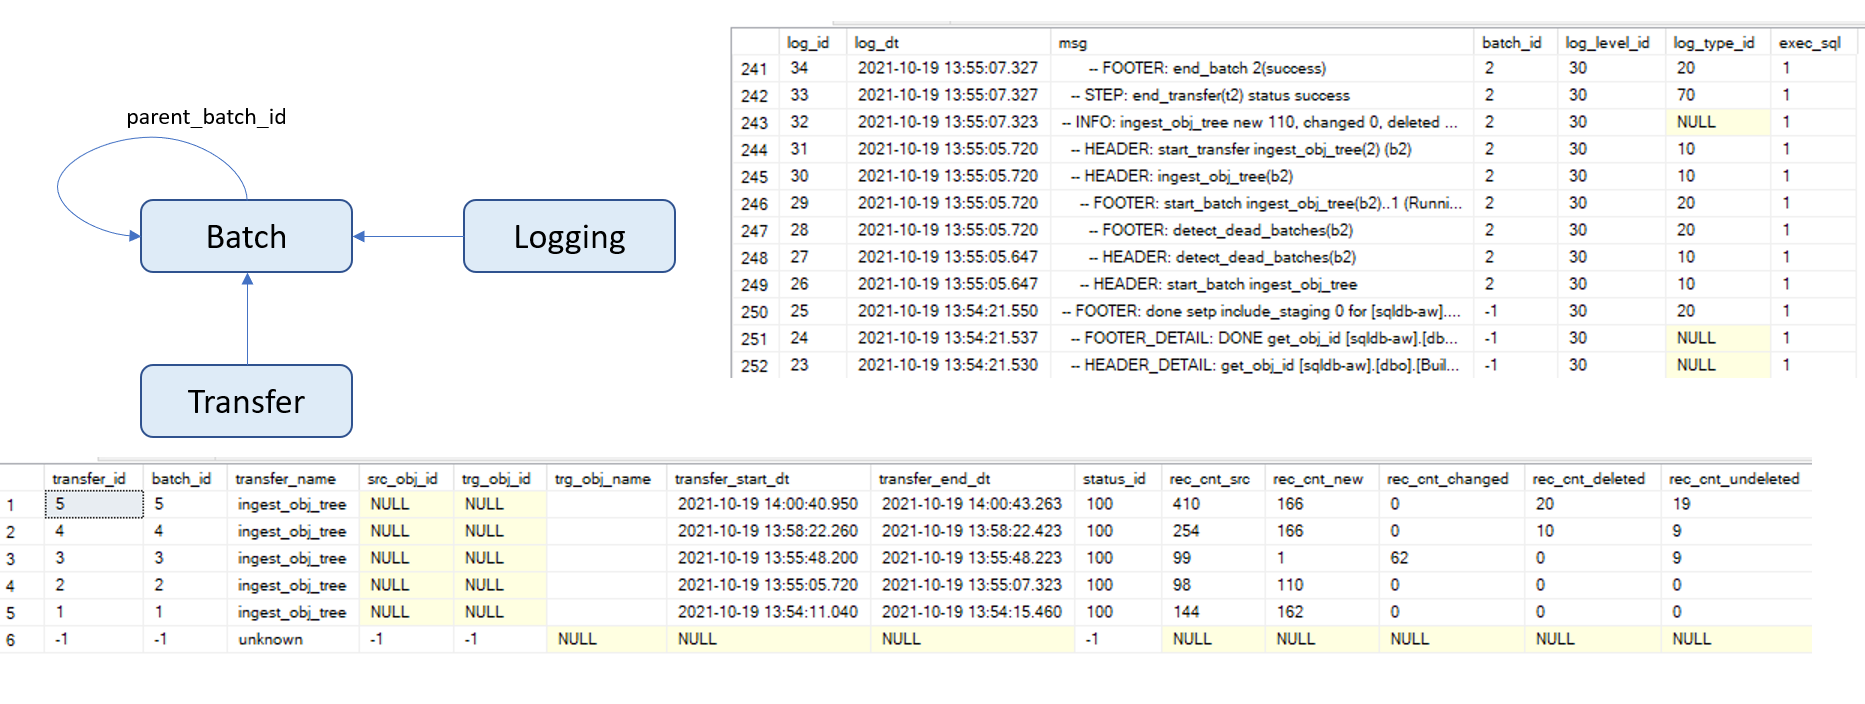 parent_batch_id
Batch
Logging
Transfer
log_id log_dt msg batch_id log_level_id log_type_id exec_sql
241 34 2021-10-19 13:55:07.327 -- FOOTER: end_batch 2(success) 2 30 20 1
242 33 2021-10-19 13:55:07.327 -- STEP: end_transfer(t2) status success 2 30 70 1
243 32 2021-10-19 13:55:07.323 -- INFO: ingest_obj_tree new 110, changed 0, deleted ... 2 30 NULL 1
244 31 2021-10-19 13:55:05.720 -- HEADER: start_transfer ingest_obj_tree(2) (b2) 2 30 10 1
245 30 2021-10-19 13:55:05.720 -- HEADER: ingest_obj_tree(b2) 2 30 10 1
246 29 2021-10-19 13:55:05.720 -- FOOTER: start_batch ingest_obj_tree(b2)..1 (Runni... 2 30 20 1
247 28 2021-10-19 13:55:05.720 -- FOOTER: detect_dead_batches(b2) 2 30 20 1
248 27 2021-10-19 13:55:05.647 -- HEADER: detect_dead_batches(b2) 2 30 10 1
249 26 2021-10-19 13:55:05.647 -- HEADER: start_batch ingest_obj_tree 2 30 10 1
250 25 2021-10-19 13:54:21.550 -- FOOTER: done setp include_staging 0 for [sqldb-aw].... -1 30 20 1
251 24 2021-10-19 13:54:21.537 -- FOOTER_DETAIL: DONE get_obj_id [sqldb-aw].[db... -1 30 NULL 1
252 23 2021-10-19 13:54:21.530 -- HEADER_DETAIL: get_obj_id [sqldb-aw].[dbo].[Buil... -1 30 NULL 1
transfer_id batch_id transfer_name src_obj_id trg_obj_id trg_obj_name transfer_start_dt transfer_end_dt status_id rec_cnt_src rec_cnt_new rec_cnt_changed rec_cnt_deleted rec_cnt_undeleted
1 5 5 ingest_obj_tree NULL NULL 2021-10-19 14:00:40.950 2021-10-19 14:00:43.263 100 410 166 0 20 19
2 4 4 ingest_obj_tree NULL NULL 2021-10-19 13:58:22.260 2021-10-19 13:58:22.423 100 254 166 0 10 9
3 3 3 ingest_obj_tree NULL NULL 2021-10-19 13:55:48.200 2021-10-19 13:55:48.223 100 99 1 62 0 9
4 2 2 ingest_obj_tree NULL NULL 2021-10-19 13:55:05.720 2021-10-19 13:55:07.323 100 98 110 0 0 0
5 1 1 ingest_obj_tree NULL NULL 2021-10-19 13:54:11.040 2021-10-19 13:54:15.460 100 144 162 0 0 0
6 -1 -1 unknown -1 -1 NULL NULL NULL -1 NULL NULL NULL NULL NULL